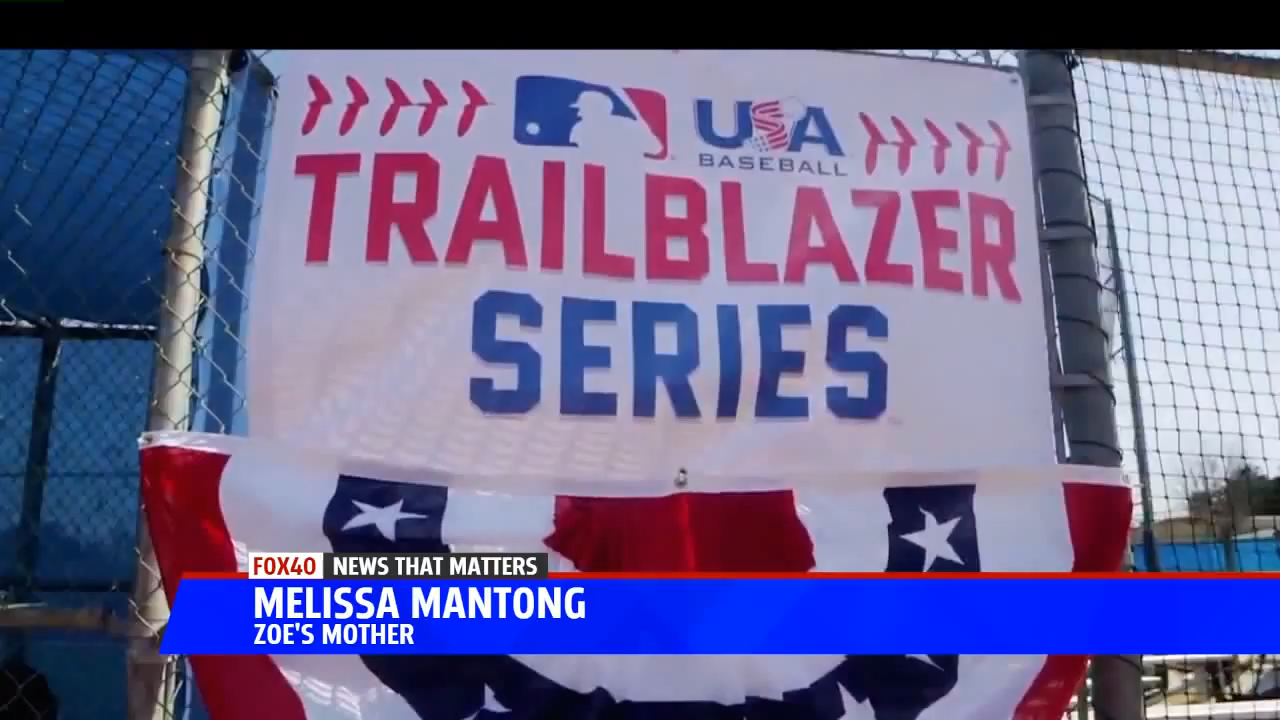 USA
BASEBALL
TRAILBLAZER
SERIES
FOX40 NEWS THAT MATTERS
MELISSA MANTONG
ZOE'S MOTHER